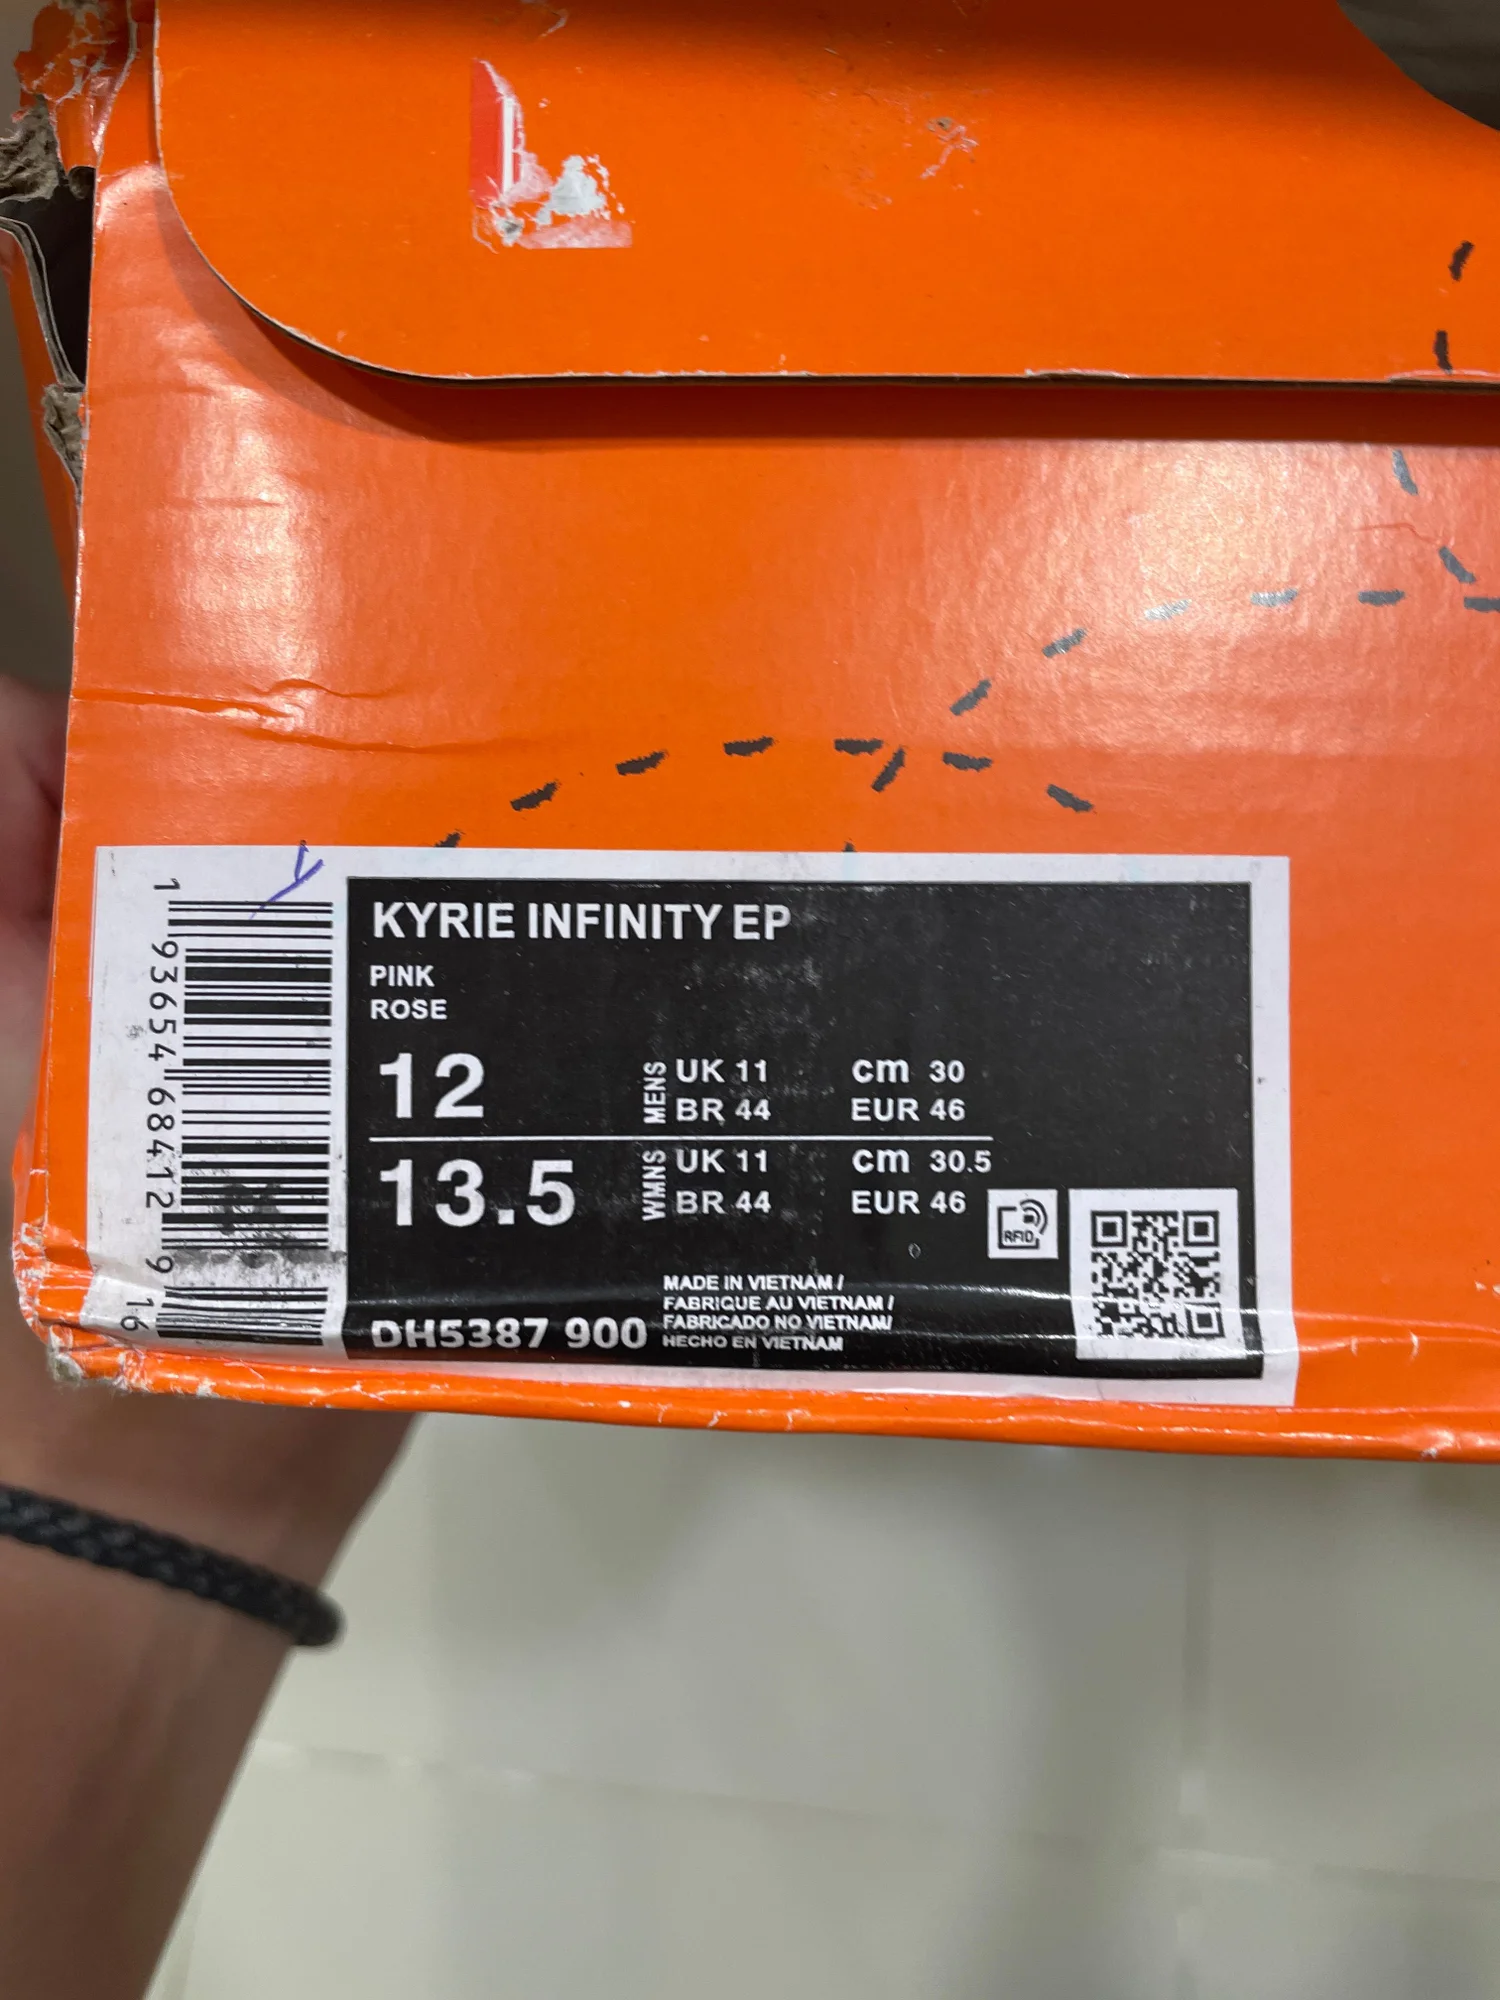 KYRIE INFINITY EP
PINK
ROSE
12
MENS
UK 11 cm 30
BR 44 EUR 46
13.5
WMNS
UK 11 cm 30.5
BR 44 EUR 46
RFID
MADE IN VIETNAM /
FABRIQUE AU VIETNAM /
FABRICADO NO VIETNAM/
HECHO EN VIETNAM
DH5387 900
1 93654 68412 9 16